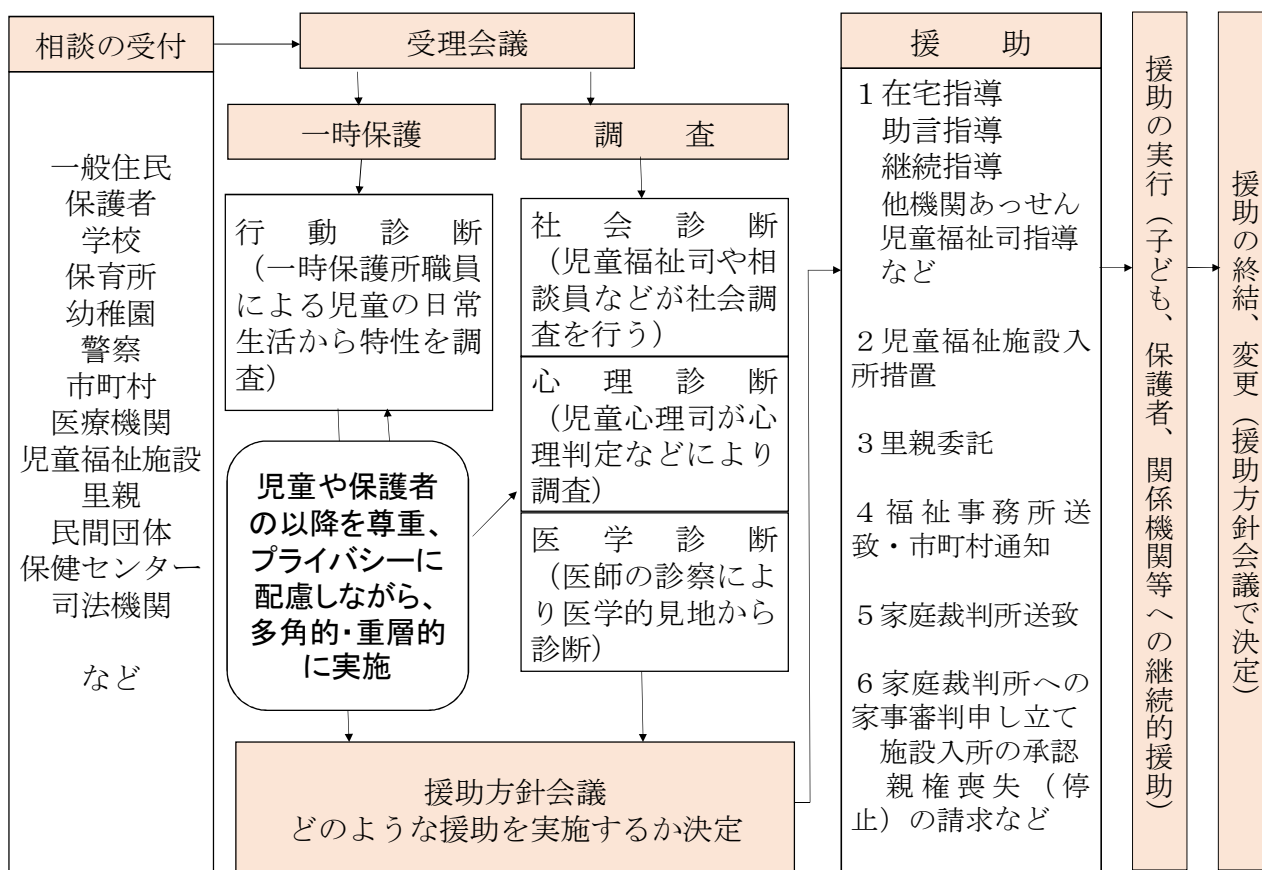 相談の受付
一般住民
保護者
学校
保育所
幼稚園
警察
市町村
医療機関
児童福祉施設
里親
民間団体
保健センター
司法機関
など
受理会議
一時保護
行動診断
（一時保護所職員
による児童の日常
生活から特性を調
査）
児童や保護者
の以降を尊重、
プライバシーに
配慮しながら、
多角的・重層的
に実施
調　査
社会診断
（児童福祉司や相
談員などが社会調
査を行う）
心理診断
（児童心理司が心
理判定などにより
調査）
医学診断
（医師の診察によ
り医学的見地から
診断）
援助方針会議
どのような援助を実施するか決定
援　助
１在宅指導
助言指導
継続指導
他機関あっせん
児童福祉司指導
など
２児童福祉施設入
所措置
３里親委託
４福祉事務所送
致・市町村通知
５家庭裁判所送致
６家庭裁判所への
家事審判申し立て
施設入所の承認
親権喪失（停
止）の請求など
援助の実行（子ども、保護者、関係機関等への継続的援助）
援助の終結、変更（援助方針会議で決定）